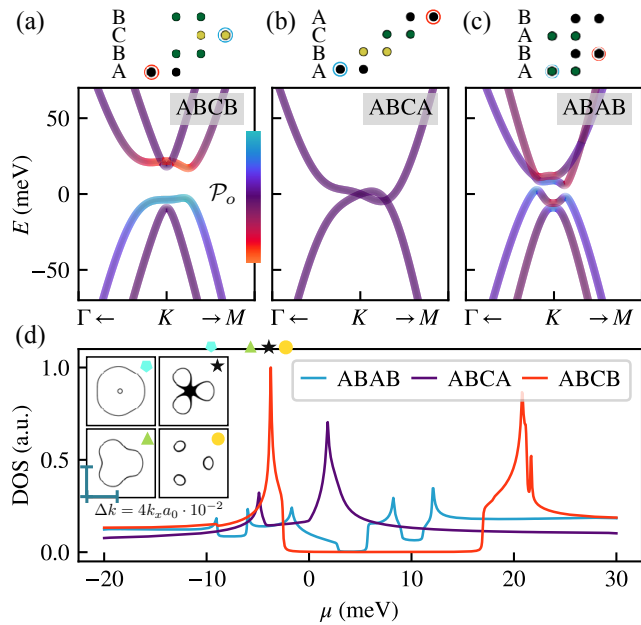 (a)
B
C
B
A
(b)
A
C
B
A
(c)
B
A
B
A
ABCB
ABCA
ABAB
E (meV)
50
0
−50
𝒫ₒ
Γ ← K → M
Γ ← K → M
Γ ← K → M
(d)
ABAB ABCA ABCB
DOS (a.u.)
1.0
0.5
0.0
Δk = 4kₓa₀ · 10⁻²
−20 −10 0 10 20 30
μ (meV)